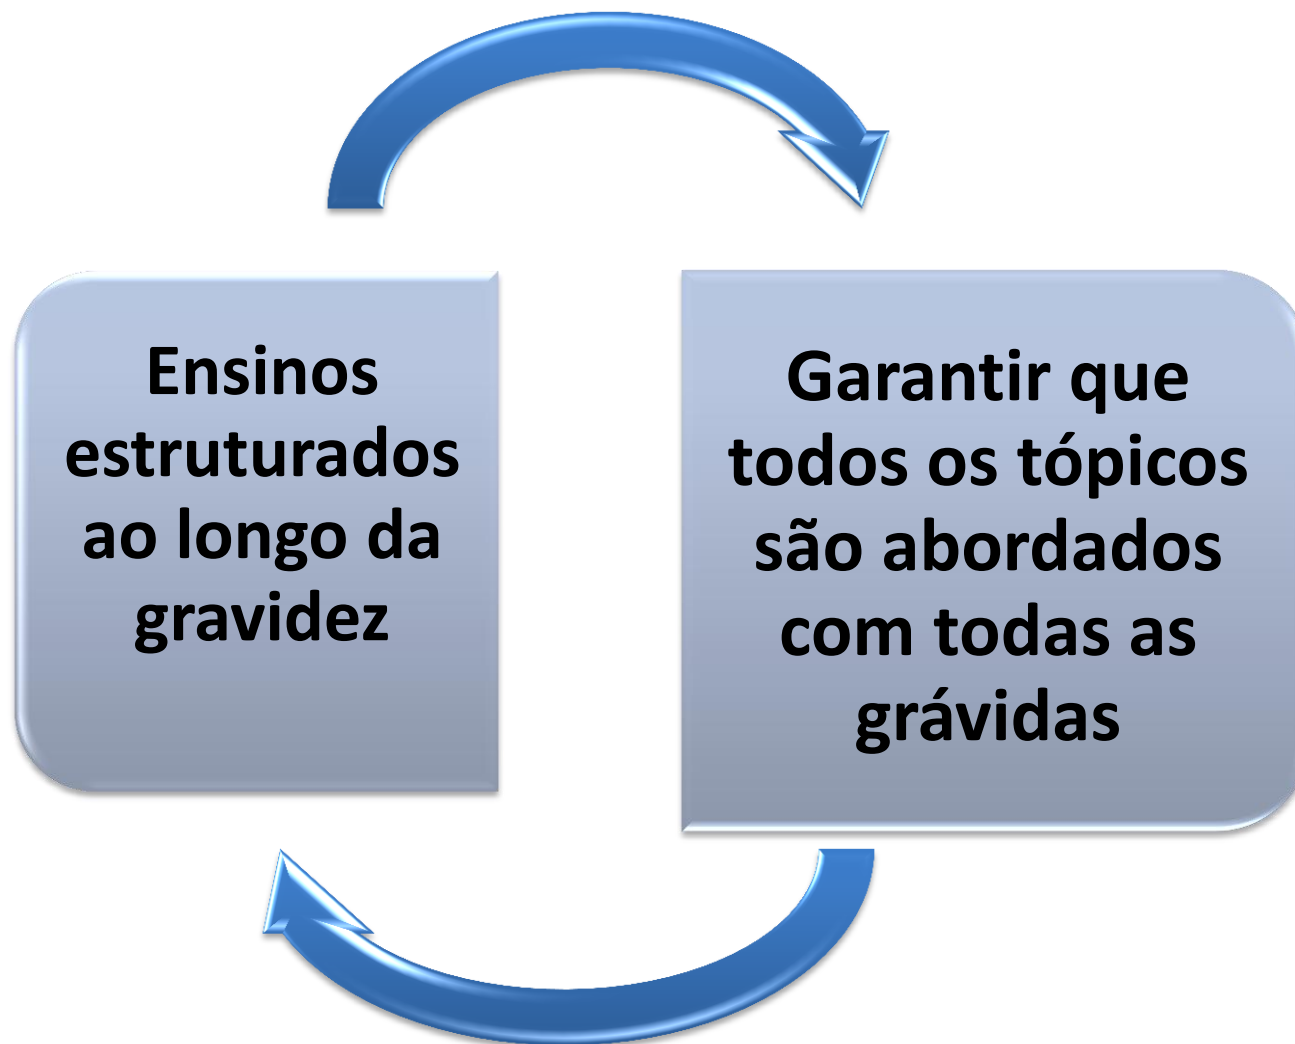 Ensinos
estruturados
ao longo da
gravidez
Garantir que
todos os tópicos
são abordados
com todas as
grávidas